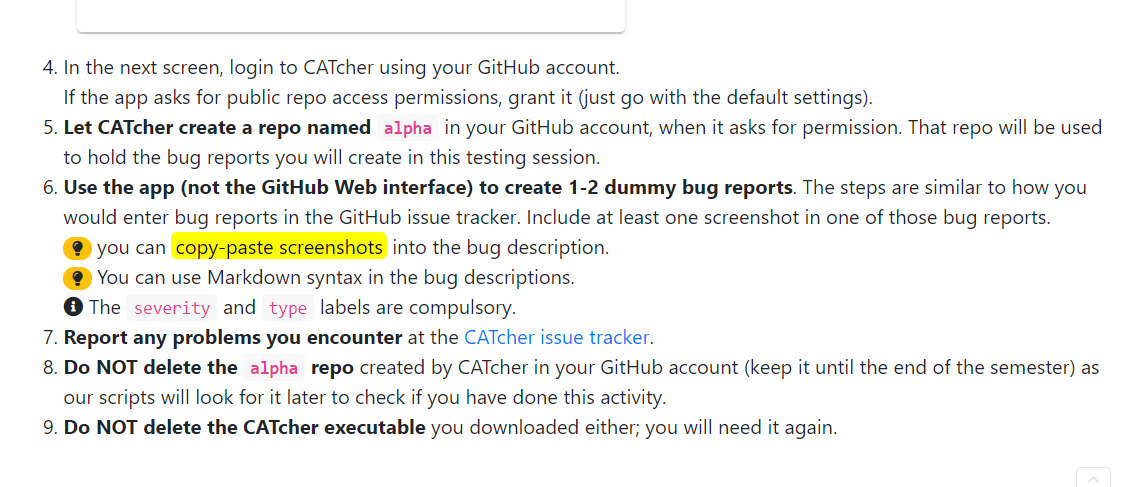 4. In the next screen, login to CATcher using your GitHub account.
If the app asks for public repo access permissions, grant it (just go with the default settings).
5. Let CATcher create a repo named alpha in your GitHub account, when it asks for permission. That repo will be used
to hold the bug reports you will create in this testing session.
6. Use the app (not the GitHub Web interface) to create 1-2 dummy bug reports. The steps are similar to how you
would enter bug reports in the GitHub issue tracker. Include at least one screenshot in one of those bug reports.
you can copy-paste screenshots into the bug description.
You can use Markdown syntax in the bug descriptions.
The severity and type labels are compulsory.
7. Report any problems you encounter at the CATcher issue tracker.
8. Do NOT delete the alpha repo created by CATcher in your GitHub account (keep it until the end of the semester) as
our scripts will look for it later to check if you have done this activity.
9. Do NOT delete the CATcher executable you downloaded either; you will need it again.